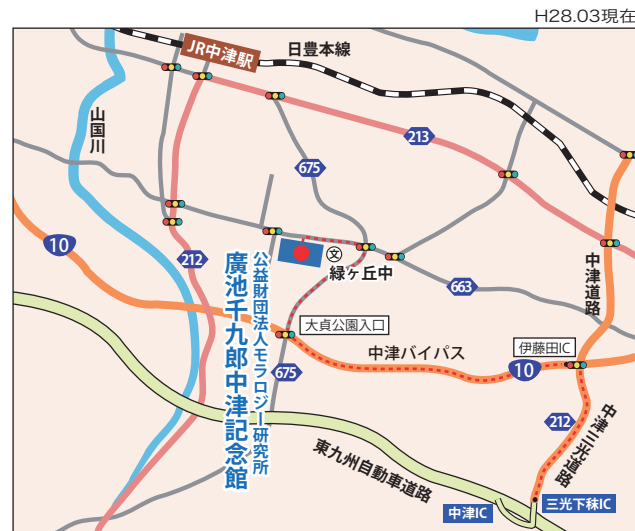 H28.03現在
JR中津駅
日豊本線
山国川
213
675
10
212
緑ヶ丘中
文
663
中津道路
公益財団法人モラロジー研究所
廣池千九郎中津記念館
大貞公園入口
伊藤田IC
中津バイパス
10
675
212
中津三光道路
東九州自動車道路
中津IC
三光下秣IC